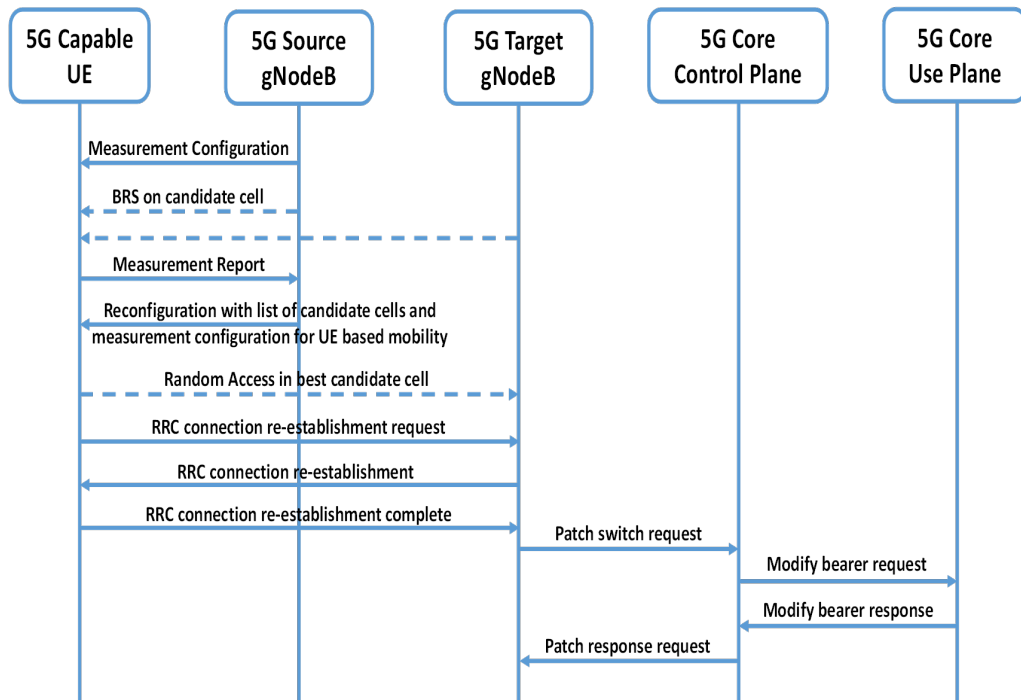 5G Capable
UE
5G Source
gNodeB
5G Target
gNodeB
5G Core
Control Plane
5G Core
Use Plane
Measurement Configuration
BRS on candidate cell
Measurement Report
Reconfiguration with list of candidate cells and
measurement configuration for UE based mobility
Random Access in best candidate cell
RRC connection re-establishment request
RRC connection re-establishment
RRC connection re-establishment complete
Patch switch request
Modify bearer request
Modify bearer response
Patch response request